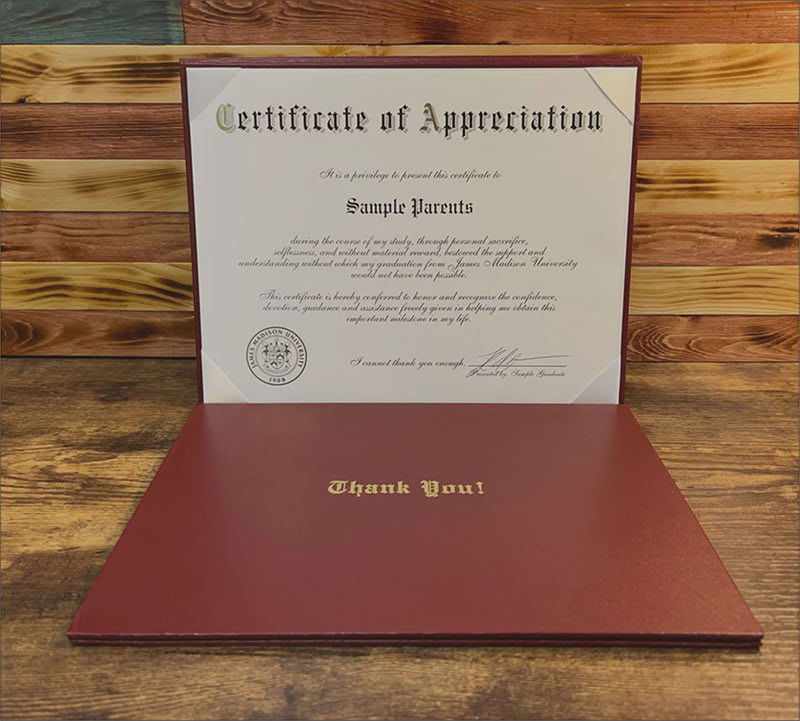 Certificate of Appreciation
It is a privilege to present this certificate to
Sample Parents
during the course of my study, through personal sacrifice,
selflessness, and without material reward, bestowed the support and
understanding without which my graduation from James Madison University
would not have been possible.
This certificate is hereby conferred to honor and recognize the confidence,
devotion, guidance and assistance freely given in helping me obtain this
important milestone in my life.
JAMES MADISON UNIVERSITY
1908
I cannot thank you enough.
Presented by: Sample Graduate
Thank You!